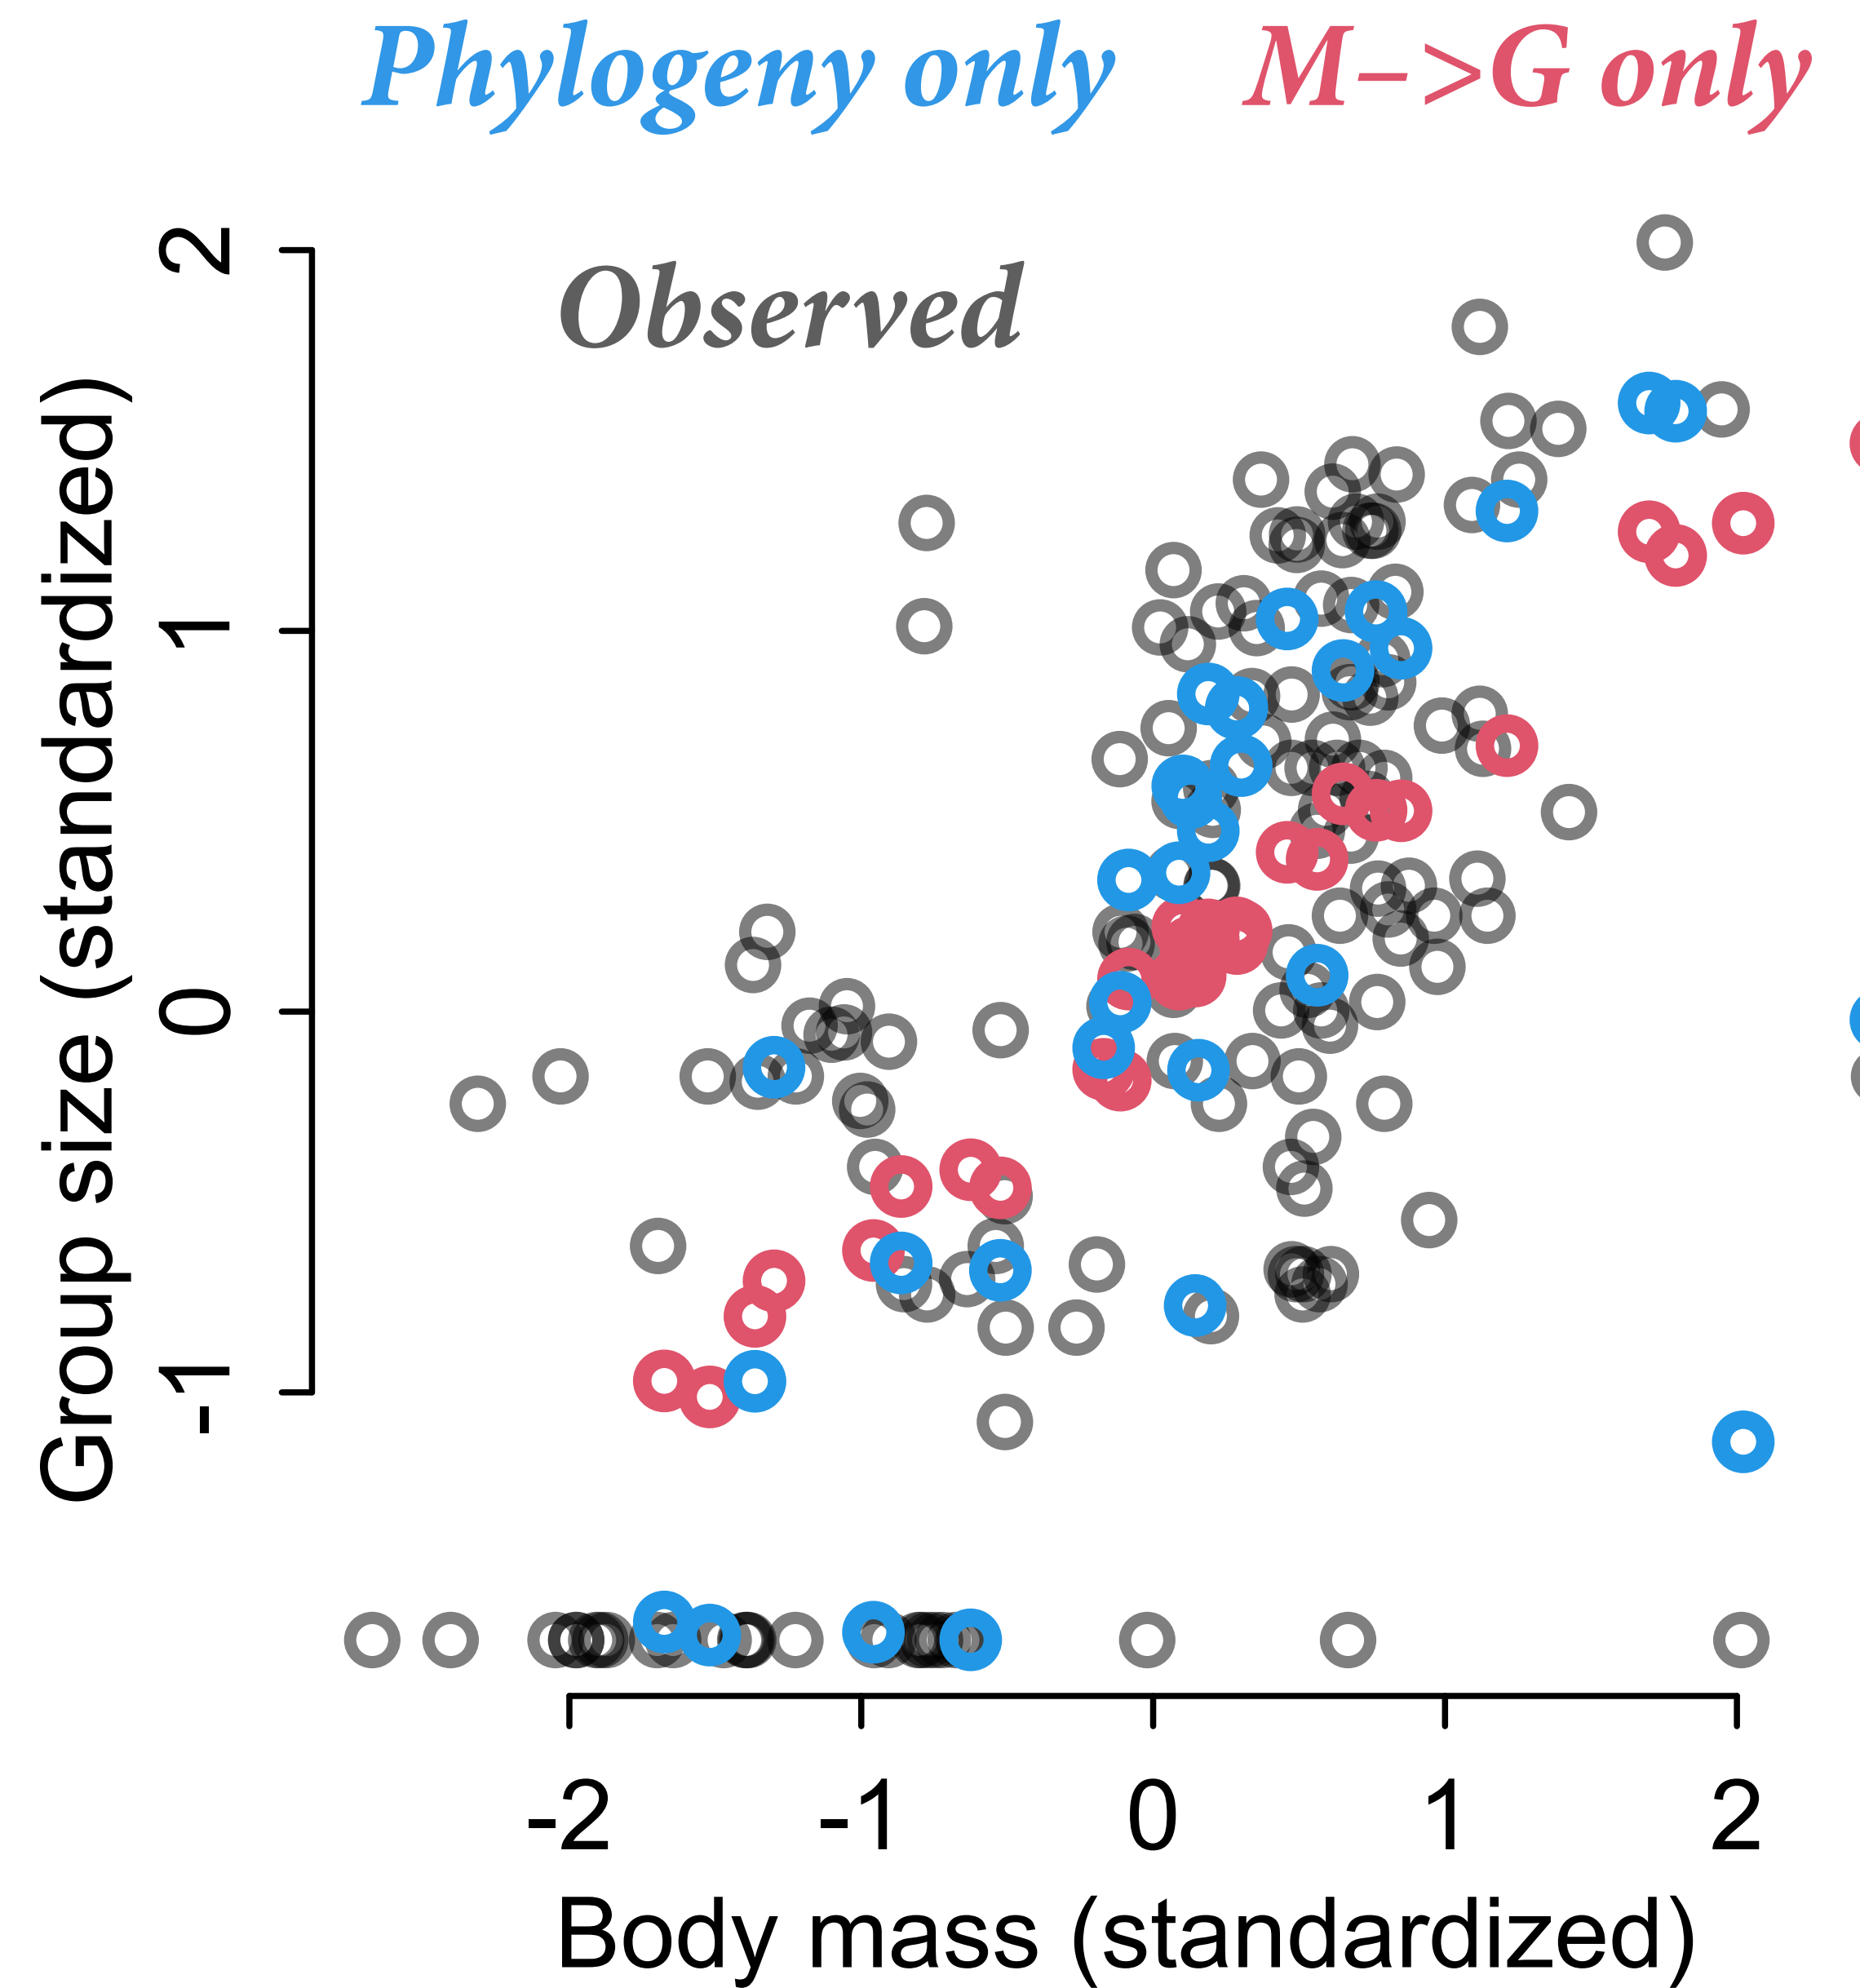 Phylogeny only
M–>G only
Observed
Group size (standardized)
2
1
0
-1
-2 -1 0 1 2
Body mass (standardized)